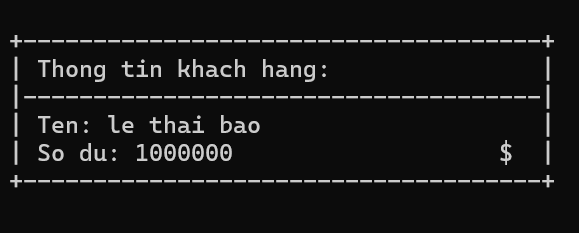 +-------------------------------------+
| Thong tin khach hang:               |
|-------------------------------------|
| Ten: le thai bao                    |
| So du: 1000000                   $  |
+-------------------------------------+